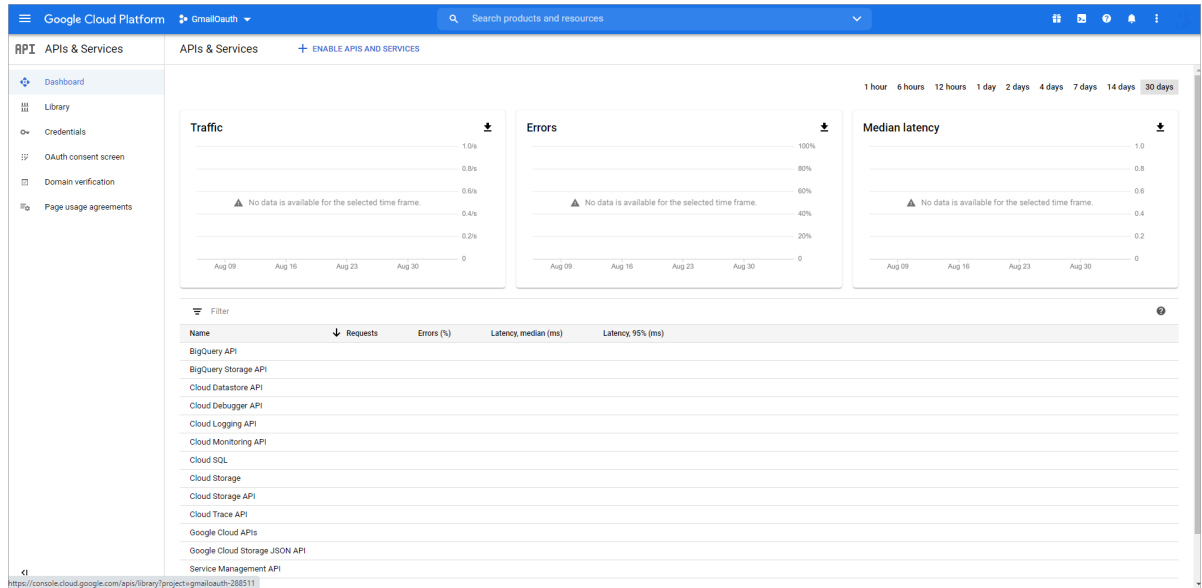 Google Cloud Platform GmailOauth Search products and resources
API APIs & Services
APIs & Services + ENABLE APIS AND SERVICES
Dashboard
Library
Credentials
OAuth consent screen
Domain verification
Page usage agreements
1 hour 6 hours 12 hours 1 day 2 days 4 days 7 days 14 days 30 days
Traffic
1.0/s
0.8/s
0.6/s
No data is available for the selected time frame.
0.4/s
0.2/s
0
Aug 09 Aug 16 Aug 23 Aug 30
Errors
100%
80%
60%
No data is available for the selected time frame.
40%
20%
0
Aug 09 Aug 16 Aug 23 Aug 30
Median latency
1.0
0.8
0.6
No data is available for the selected time frame.
0.4
0.2
0
Aug 09 Aug 16 Aug 23 Aug 30
Filter
Name Requests Errors (%) Latency, median (ms) Latency, 95% (ms)
BigQuery API
BigQuery Storage API
Cloud Datastore API
Cloud Debugger API
Cloud Logging API
Cloud Monitoring API
Cloud SQL
Cloud Storage
Cloud Storage API
Cloud Trace API
Google Cloud APIs
Google Cloud Storage JSON API
Service Management API
https://console.cloud.google.com/apis/library?project=gmailoauth-288511